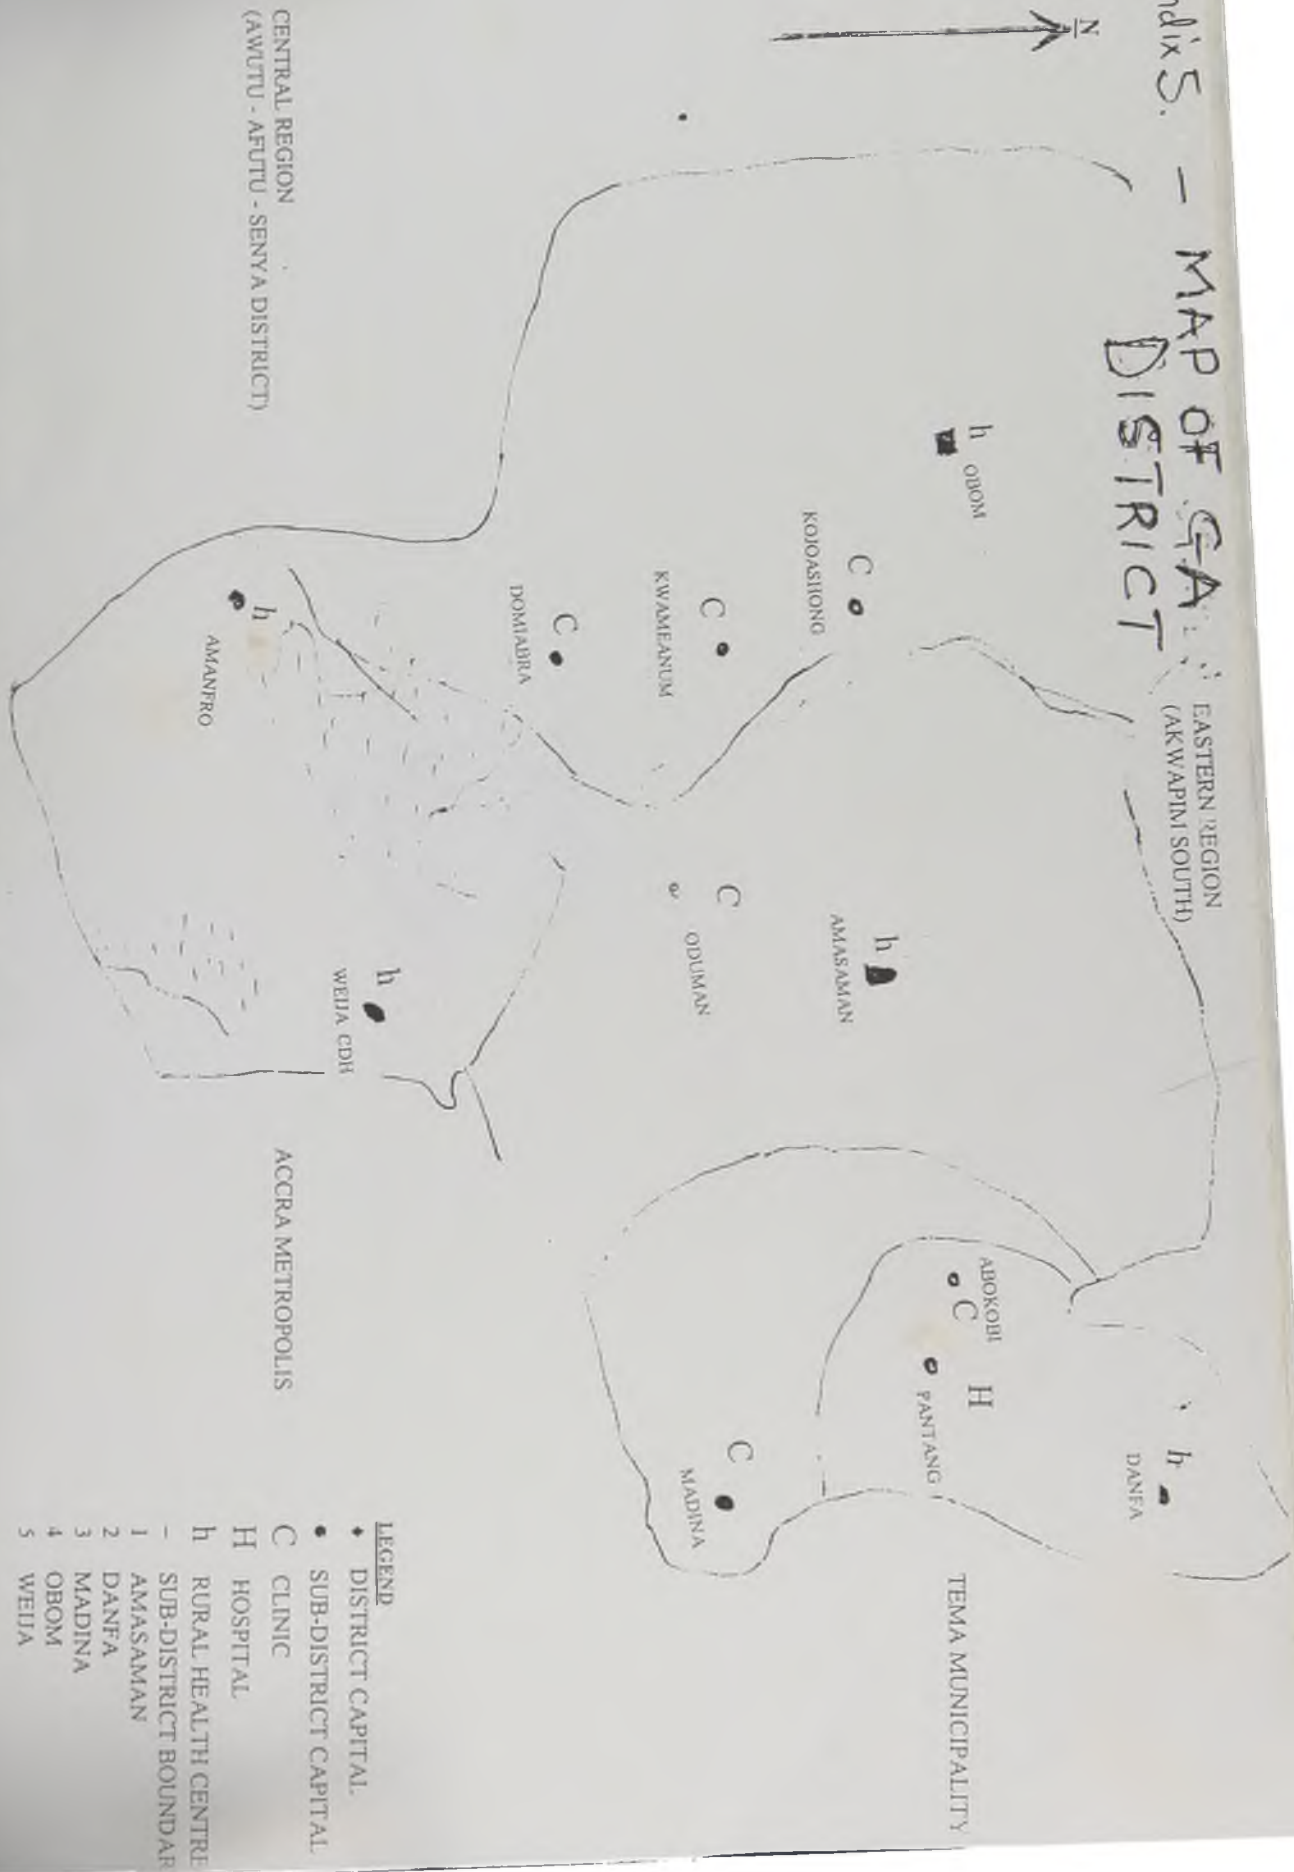 ndix 5. – MAP OF GA
DISTRICT
N
EASTERN REGION
(AKWAPIM SOUTH)
h
OBOM
C
KOJOASHONG
C
KWAMEANUM
C
DOMIABRA
h
AMANFRO
h
AMASAMAN
C
ODUMAN
h
WEIJA CDH
ABOKOBI
C
H
PANTANG
h
DANFA
C
MADINA
TEMA MUNICIPALITY
ACCRA METROPOLIS
CENTRAL REGION
(AWUTU - AFUTU - SENYA DISTRICT)
LEGEND
♦ DISTRICT CAPITAL
● SUB-DISTRICT CAPITAL
C CLINIC
H HOSPITAL
h RURAL HEALTH CENTRE
– SUB-DISTRICT BOUNDAR
1 AMASAMAN
2 DANFA
3 MADINA
4 OBOM
5 WEIJA